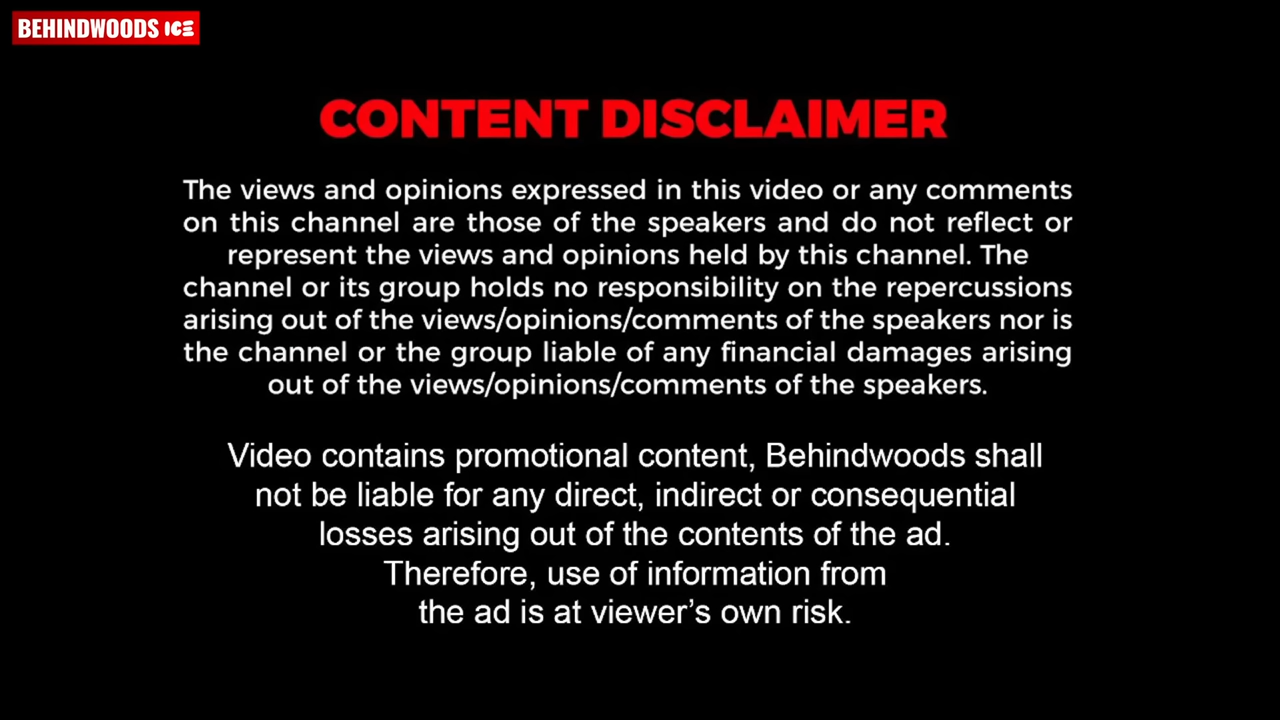 BEHINDWOODS ICE
CONTENT DISCLAIMER
The views and opinions expressed in this video or any comments
on this channel are those of the speakers and do not reflect or
represent the views and opinions held by this channel. The
channel or its group holds no responsibility on the repercussions
arising out of the views/opinions/comments of the speakers nor is
the channel or the group liable of any financial damages arising
out of the views/opinions/comments of the speakers.
Video contains promotional content, Behindwoods shall
not be liable for any direct, indirect or consequential
losses arising out of the contents of the ad.
Therefore, use of information from
the ad is at viewer’s own risk.